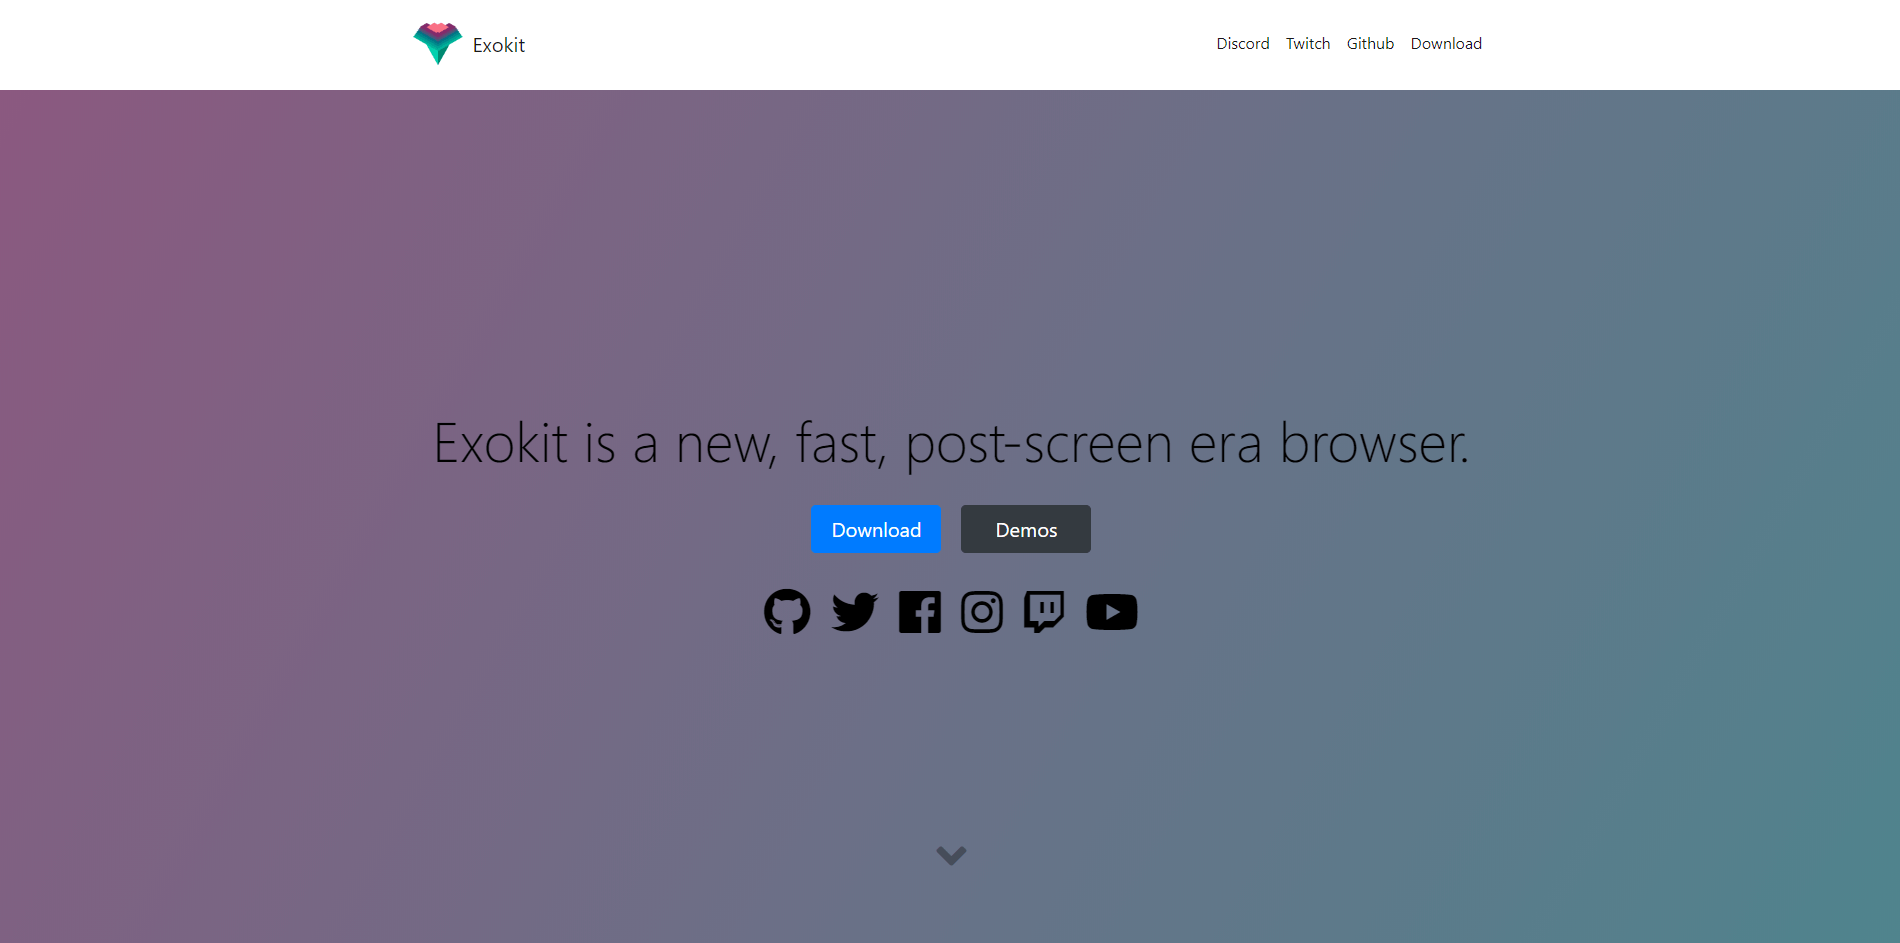 Exokit
Discord Twitch Github Download
Exokit is a new, fast, post-screen era browser.
Download Demos